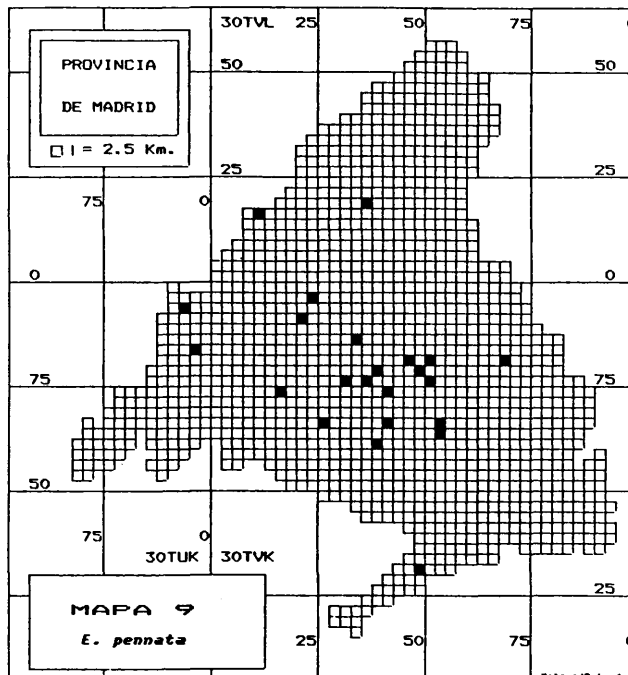 30TVL 25 50 75 0
PROVINCIA
DE MADRID
= 2.5 Km.
50 50
25 25
75 0
0 0
75 75
50 50
75 0
30TUK 30TVK
25
MAPA 9
E. pennata
25 50 75